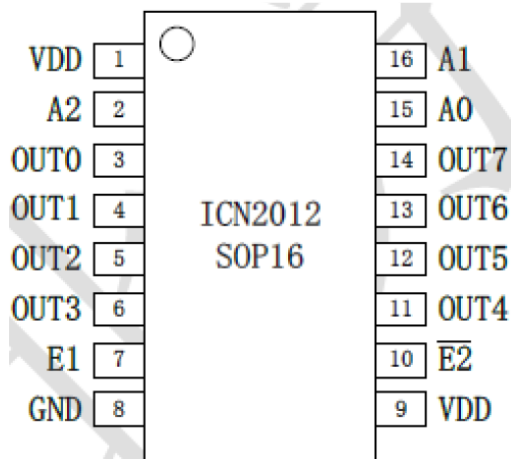 VDD 1
A2 2
OUT0 3
OUT1 4
OUT2 5
OUT3 6
E1 7
GND 8
ICN2012
SOP16
16 A1
15 A0
14 OUT7
13 OUT6
12 OUT5
11 OUT4
10 E̅2̅
9 VDD